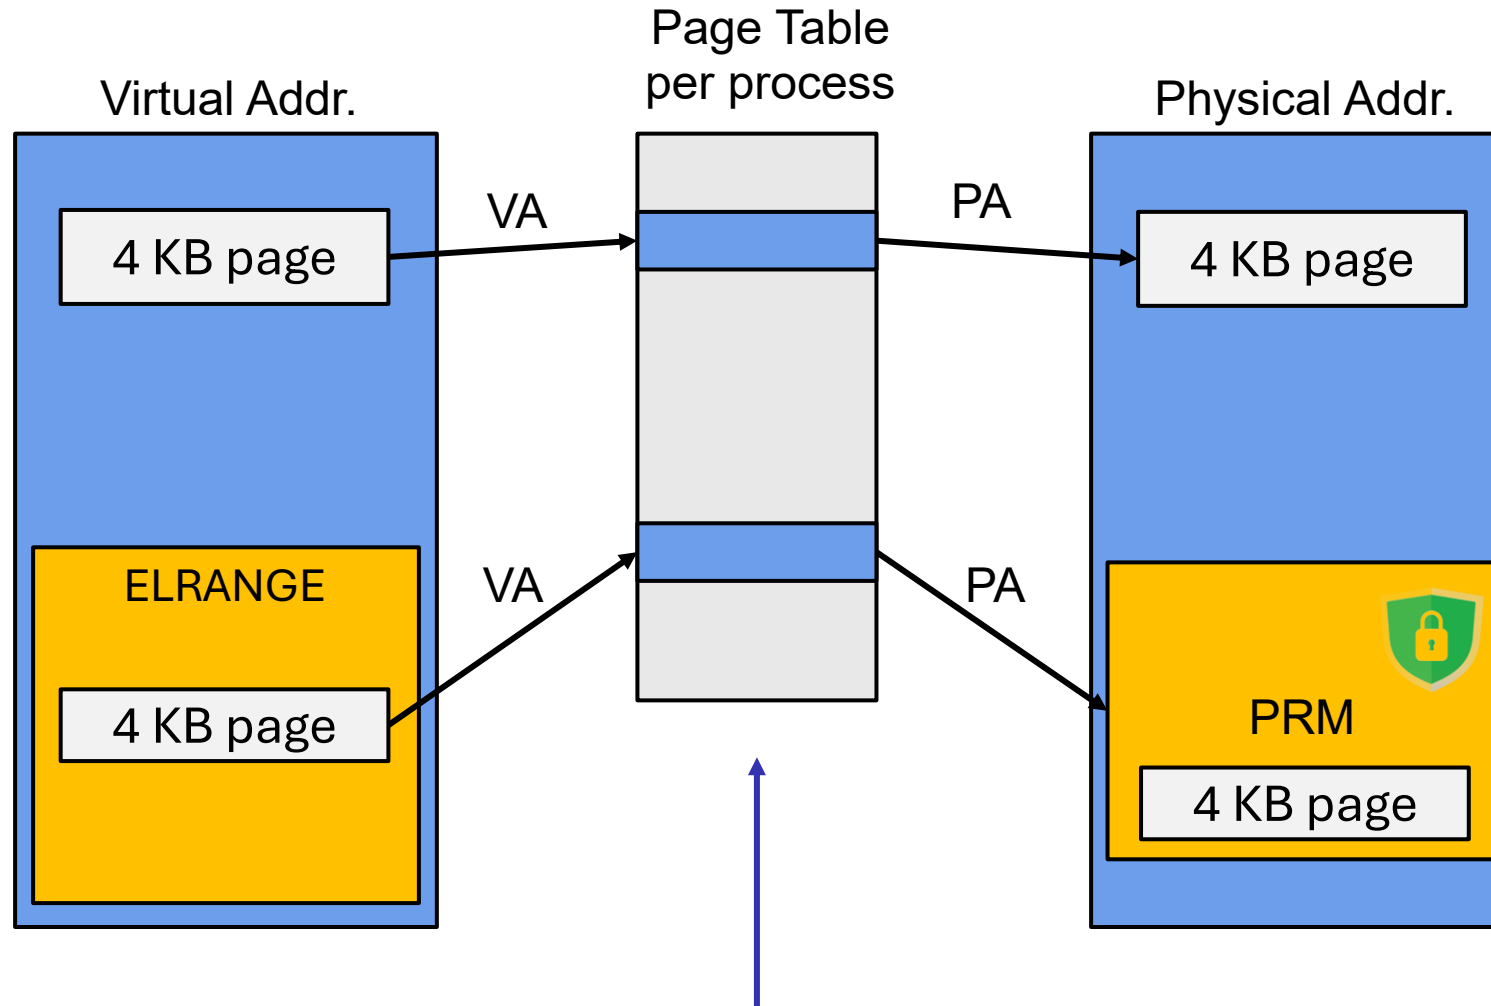 Page Table
per process
Virtual Addr.
Physical Addr.
VA
PA
4 KB page
4 KB page
ELRANGE
VA
PA
4 KB page
PRM
4 KB page